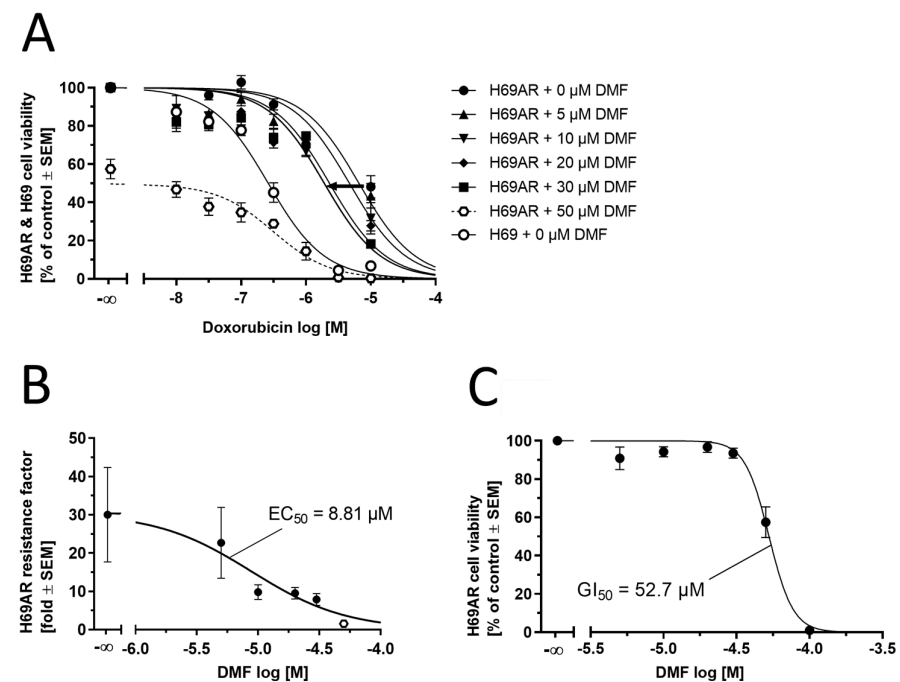 A
H69AR & H69 cell viability
[% of control ± SEM]
100
80
60
40
20
0
-∞
-8
-7
-6
-5
-4
Doxorubicin log [M]
H69AR + 0 µM DMF
H69AR + 5 µM DMF
H69AR + 10 µM DMF
H69AR + 20 µM DMF
H69AR + 30 µM DMF
H69AR + 50 µM DMF
H69 + 0 µM DMF
B
H69AR resistance factor
[fold ± SEM]
50
40
30
20
10
0
EC50 = 8.81 µM
-∞
-6.0
-5.5
-5.0
-4.5
-4.0
DMF log [M]
C
H69AR cell viability
[% of control ± SEM]
100
80
60
40
20
0
GI50 = 52.7 µM
-∞
-5.5
-5.0
-4.5
-4.0
-3.5
DMF log [M]